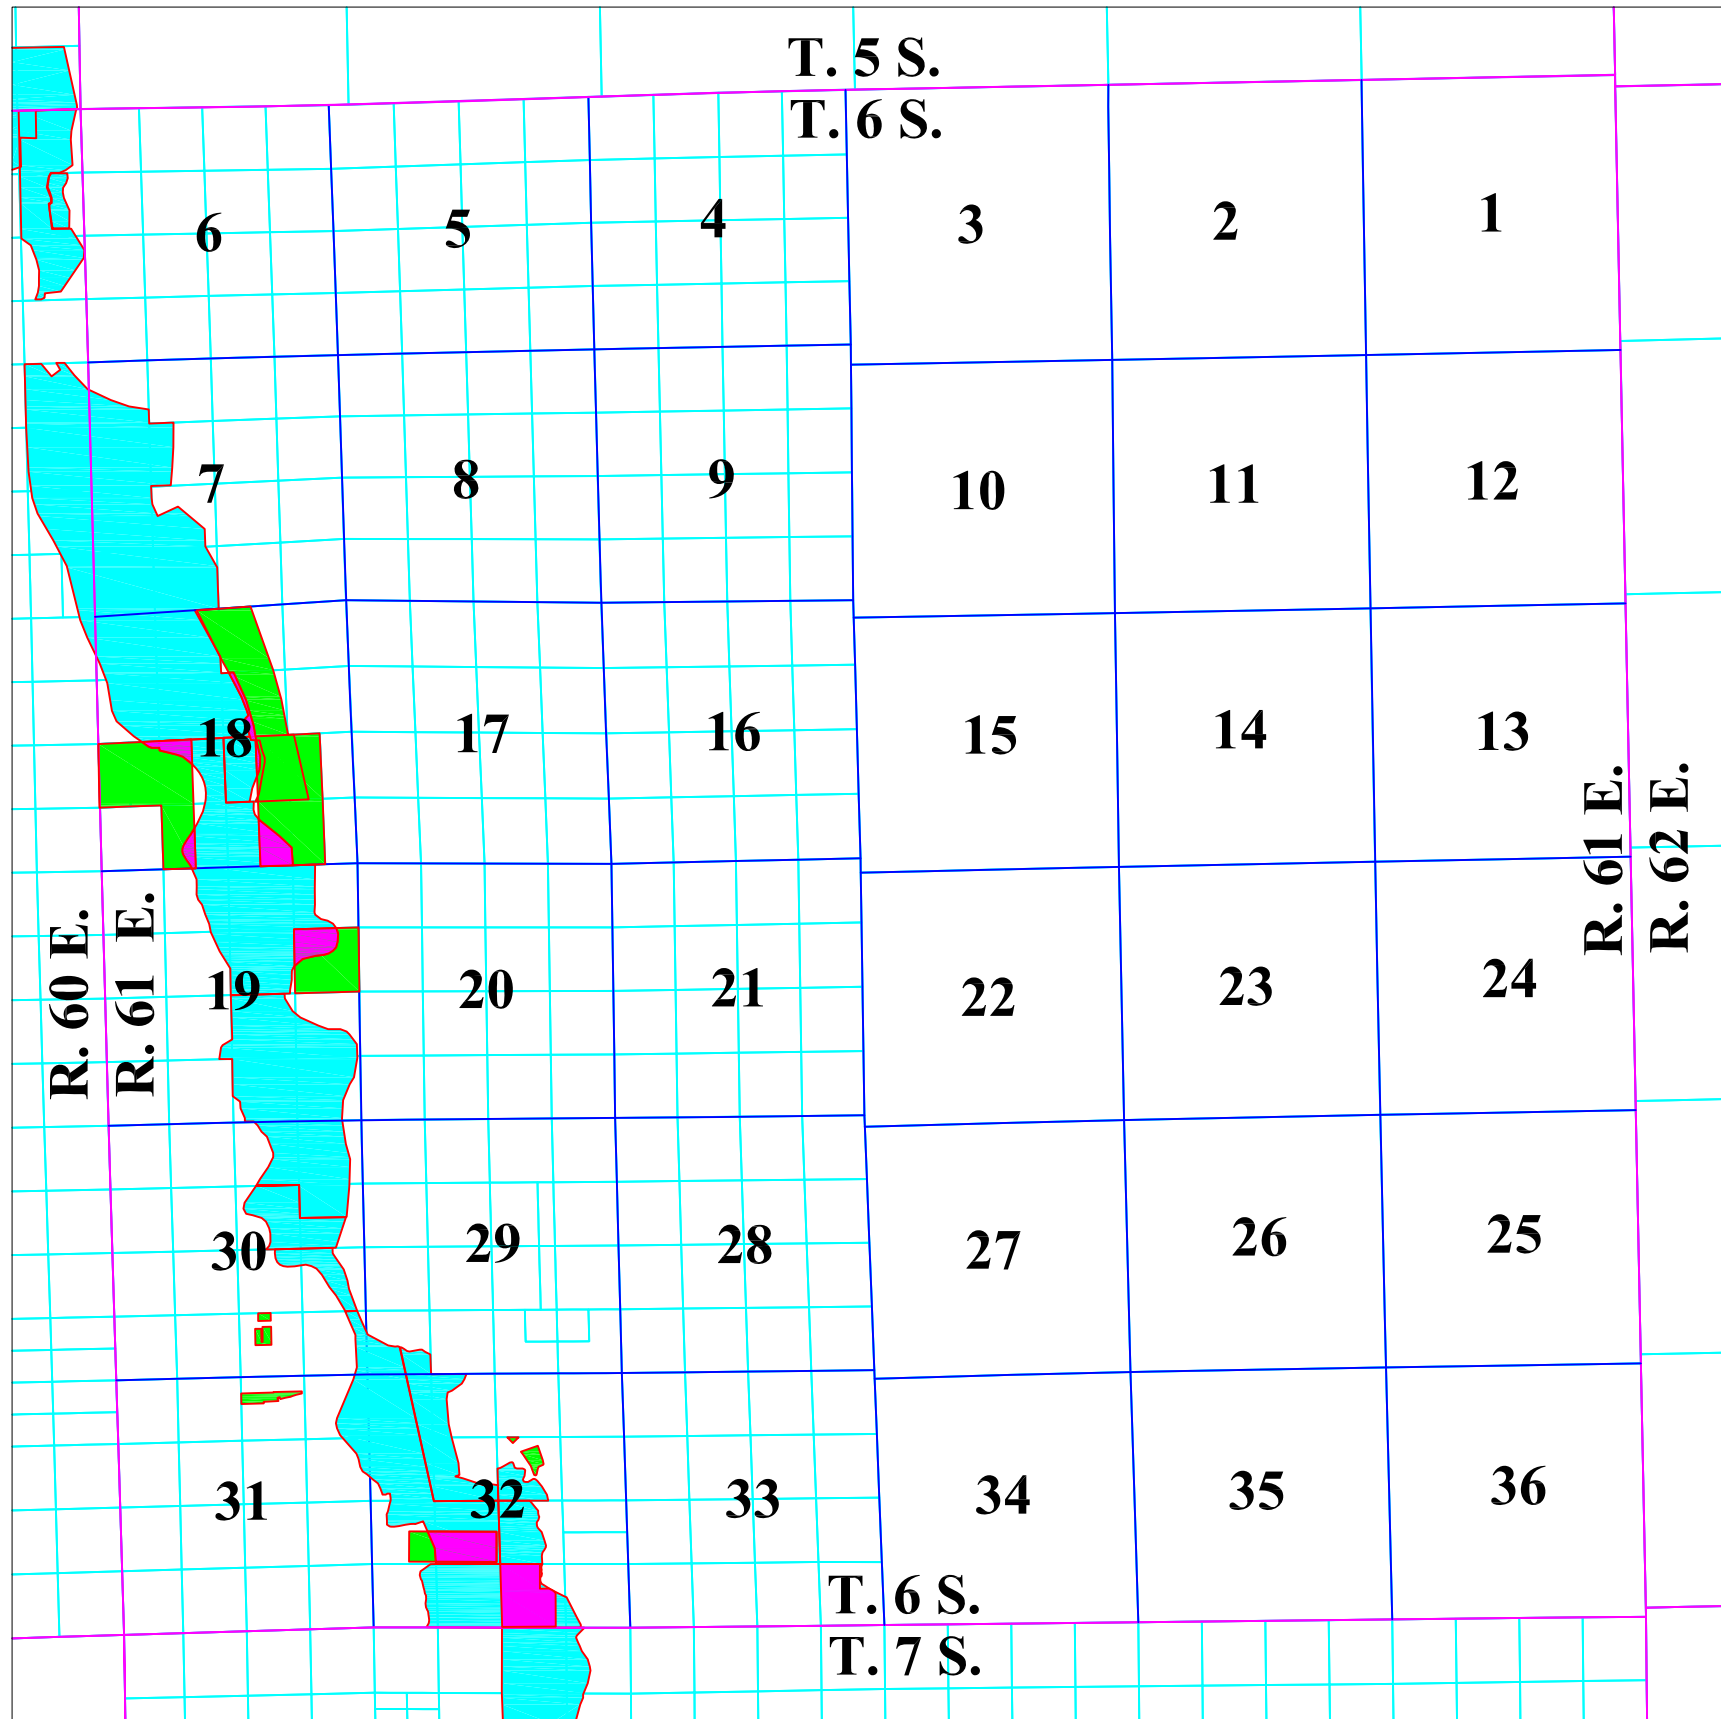 T. 5 S.
T. 6 S.
6 5 4 3 2 1
7 8 9 10 11 12
18 17 16 15 14 13
R. 60 E.
R. 61 E.
R. 61 E.
R. 62 E.
19 20 21 22 23 24
30 29 28 27 26 25
31 32 33 34 35 36
T. 6 S.
T. 7 S.